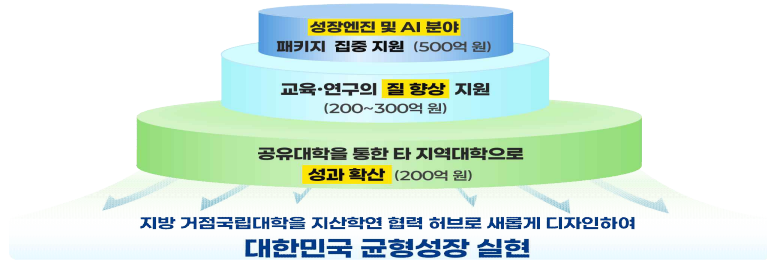 성장엔진 및 AI 분야
패키지 집중 지원 (500억 원)
교육·연구의 질 향상 지원
(200~300억 원)
공유대학을 통한 타 지역대학으로
성과 확산 (200억 원)
지방 거점국립대학을 지산학연 협력 허브로 새롭게 디자인하여
대한민국 균형성장 실현